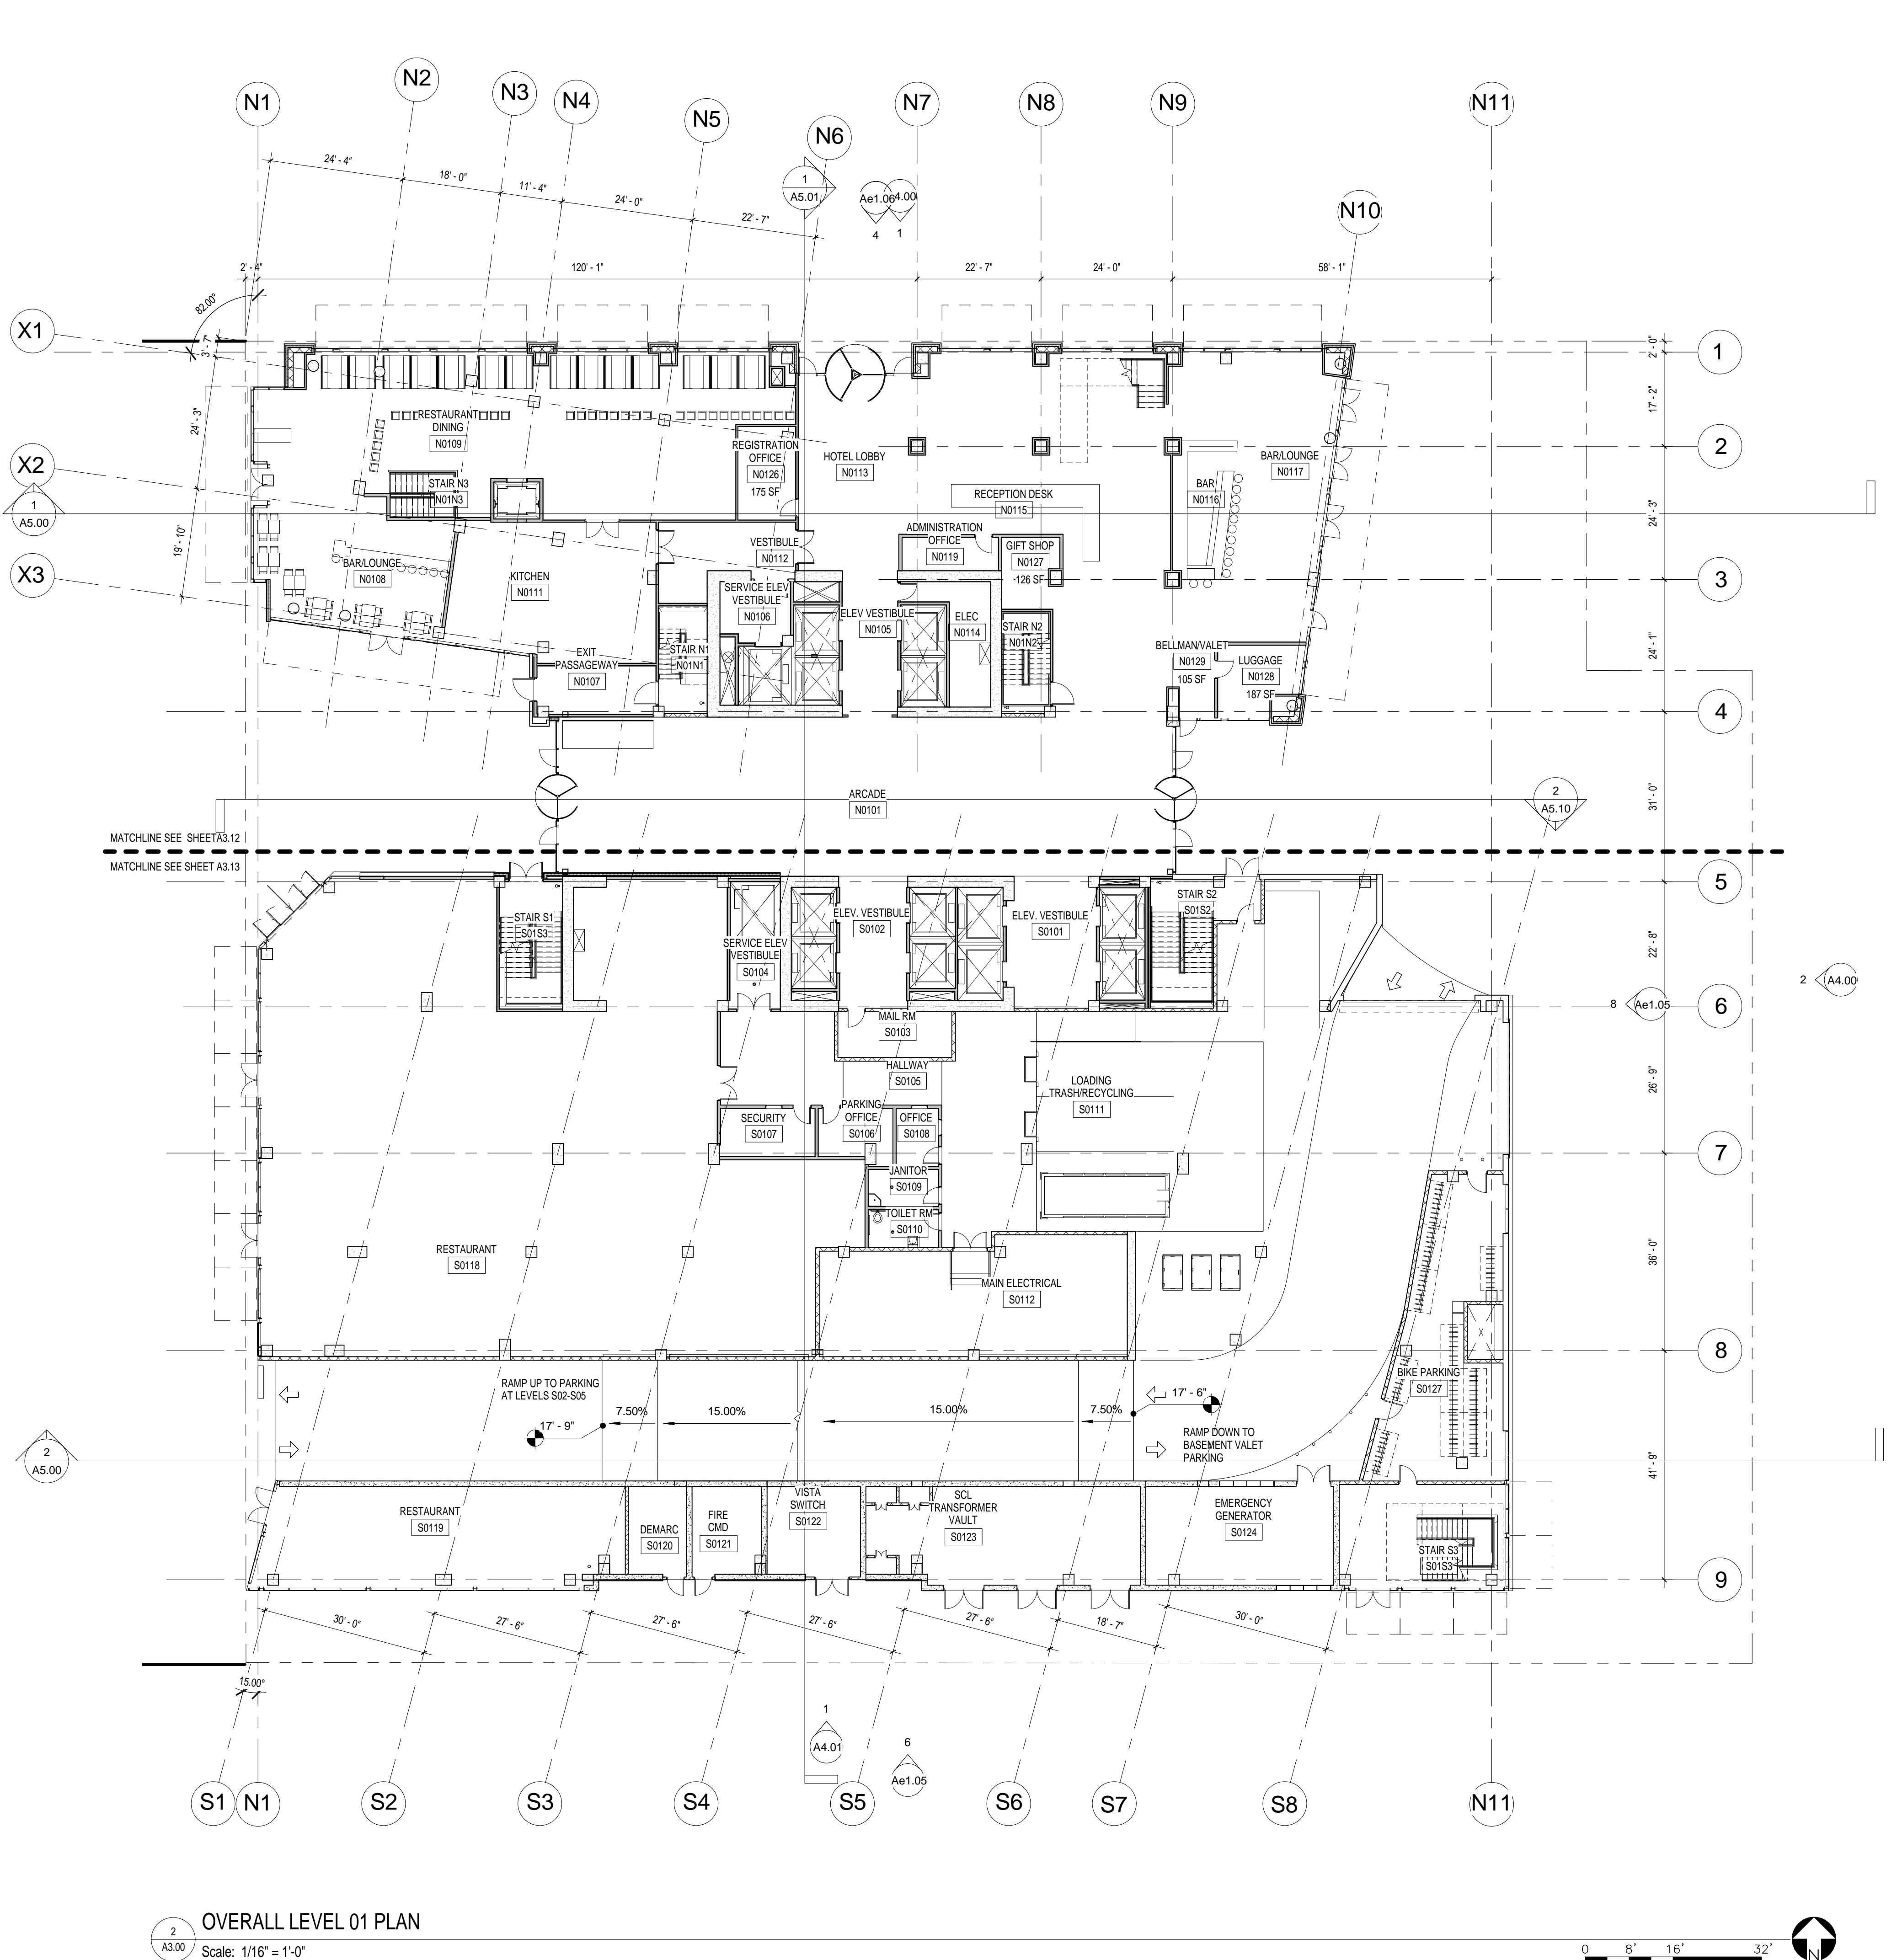 N1
N2
N3
N4
N5
N6
N7
N8
N9
N10
N11
24' - 4"
18' - 0"
11' - 4"
24' - 0"
22' - 7"
1
A5.01
Ae1.06
4.00
4
1
2' - 4"
120' - 1"
22' - 7"
24' - 0"
58' - 1"
82.00°
3' - 7"
24' - 3"
19' - 10"
X1
X2
X3
1
A5.00
1
2
3
4
5
6
7
8
9
2' - 0"
17' - 2"
24' - 3"
24' - 1"
31' - 0"
22' - 8"
26' - 9"
36' - 0"
41' - 9"
RESTAURANT
DINING
N0109
REGISTRATION
OFFICE
N0126
175 SF
HOTEL LOBBY
N0113
BAR/LOUNGE
N0117
STAIR N3
N01N3
BAR
N0116
RECEPTION DESK
N0115
ADMINISTRATION
OFFICE
N0119
GIFT SHOP
N0127
126 SF
VESTIBULE
N0112
BAR/LOUNGE
N0108
KITCHEN
N0111
SERVICE ELEV
VESTIBULE
N0106
ELEV VESTIBULE
N0105
ELEC
N0114
STAIR N2
N01N2
STAIR N1
N01N1
EXIT
PASSAGEWAY
N0107
BELLMAN/VALET
N0129
105 SF
LUGGAGE
N0128
187 SF
ARCADE
N0101
2
A5.10
MATCHLINE SEE SHEETA3.12
MATCHLINE SEE SHEET A3.13
STAIR S1
S01S3
SERVICE ELEV
VESTIBULE
S0104
ELEV. VESTIBULE
S0102
ELEV. VESTIBULE
S0101
STAIR S2
S01S2
2
A4.00
8
Ae1.05
MAIL RM
S0103
HALLWAY
S0105
LOADING
TRASH/RECYCLING
S0111
SECURITY
S0107
PARKING
OFFICE
S0106
OFFICE
S0108
JANITOR
S0109
TOILET RM
S0110
RESTAURANT
S0118
MAIN ELECTRICAL
S0112
BIKE PARKING
S0127
RAMP UP TO PARKING
AT LEVELS S02-S05
17' - 9"
7.50%
15.00%
15.00%
7.50%
17' - 6"
RAMP DOWN TO
BASEMENT VALET
PARKING
2
A5.00
RESTAURANT
S0119
DEMARC
S0120
FIRE
CMD
S0121
VISTA
SWITCH
S0122
SCL
TRANSFORMER
VAULT
S0123
EMERGENCY
GENERATOR
S0124
STAIR S3
S01S3
30' - 0"
27' - 6"
27' - 6"
27' - 6"
27' - 6"
18' - 7"
30' - 0"
15.00°
1
A4.01
6
Ae1.05
S1
N1
S2
S3
S4
S5
S6
S7
S8
N11
2
A3.00
OVERALL LEVEL 01 PLAN
Scale: 1/16" = 1'-0"
0 8' 16' 32'
N